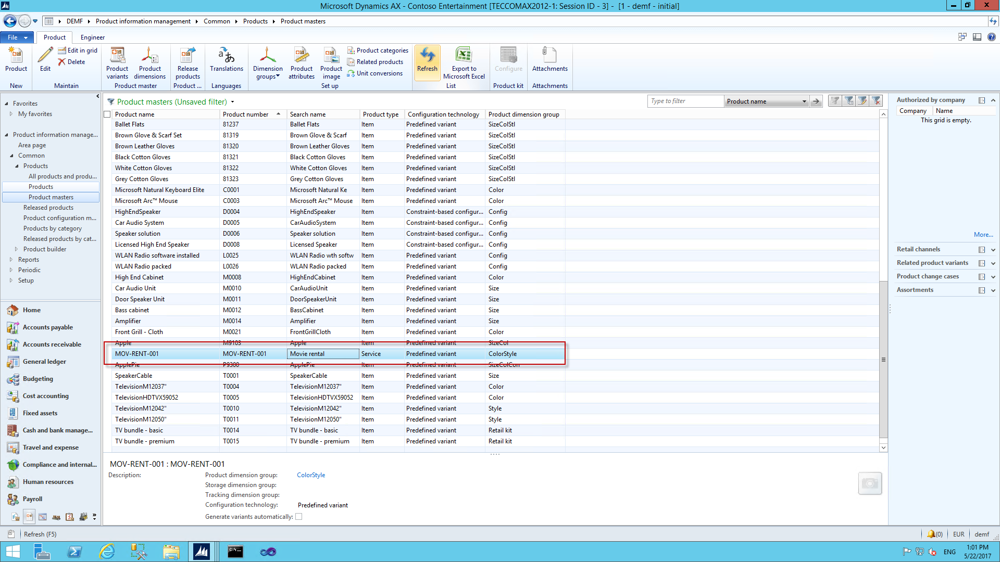 Microsoft Dynamics AX - Contoso Entertainment [TECCOMAX2012-1: Session ID - 3] - [1 - demf - initial]
DEMF Product information management Common Products Product masters
File Product Engineer
Product
New
Edit
Edit in grid
Delete
Maintain
Product variants
Product dimensions
Product master
Release products
Product ...
Translations
Languages
Dimension groups
Product attributes
Product image
Product categories
Related products
Unit conversions
Set up
Refresh
Export to Microsoft Excel
List
Configure
Product kit
Attachments
Attachments
Favorites
My favorites
Product information manage...
Area page
Common
Products
All products and produ...
Products
Product masters
Released products
Product configuration m...
Products by category
Released products by cat...
Product builder
Reports
Periodic
Setup
Home
Accounts payable
Accounts receivable
General ledger
Budgeting
Cost accounting
Fixed assets
Cash and bank manage...
Travel and expense
Compliance and internal...
Human resources
Payroll
Product masters (Unsaved filter)
Type to filter Product name
Product name Product number Search name Product type Configuration technology Product dimension group
Ballet Flats 81237 Ballet Flats Item Predefined variant SizeColStl
Brown Glove & Scarf Set 81319 Brown Glove & Scarf Item Predefined variant SizeColStl
Brown Leather Gloves 81320 Brown Leather Gloves Item Predefined variant SizeColStl
Black Cotton Gloves 81321 Black Cotton Gloves Item Predefined variant SizeColStl
White Cotton Gloves 81322 White Cotton Gloves Item Predefined variant SizeColStl
Grey Cotton Gloves 81323 Grey Cotton Gloves Item Predefined variant SizeColStl
Microsoft Natural Keyboard Elite C0001 Microsoft Natural Ke Item Predefined variant Color
Microsoft Arc™ Mouse C0003 Microsoft Arc™ Mouse Item Predefined variant Color
HighEndSpeaker D0004 HighEndSpeaker Item Constraint-based configur... Config
Car Audio System D0005 CarAudioSystem Item Constraint-based configur... Config
Speaker solution D0006 Speaker solution Item Constraint-based configur... Config
Licensed High End Speaker D0008 Licensed Speaker Item Constraint-based configur... Config
WLAN Radio software installed L0025 WLAN Radio wth softw Item Predefined variant Config
WLAN Radio packed L0026 WLAN Radio packed Item Predefined variant Config
High End Cabinet M0008 HighEndCabinet Item Predefined variant Color
Car Audio Unit M0010 CarAudioUnit Item Predefined variant Size
Door Speaker Unit M0011 DoorSpeakerUnit Item Predefined variant Size
Bass cabinet M0012 BassCabinet Item Predefined variant Size
Amplifier M0014 Amplifier Item Predefined variant Size
Front Grill - Cloth M0021 FrontGrillCloth Item Predefined variant Color
Apple M9103 Apple Item Predefined variant SizeCol
MOV-RENT-001 MOV-RENT-001 Movie rental Service Predefined variant ColorStyle
ApplePie P9300 ApplePie Item Predefined variant SizeColCon
SpeakerCable T0001 SpeakerCable Item Predefined variant Size
TelevisionM12037" T0004 TelevisionM12037" Item Predefined variant Color
TelevisionHDTVX59052 T0005 TelevisionHDTVX59052 Item Predefined variant Color
TelevisionM12042" T0010 TelevisionM12042" Item Predefined variant Style
TelevisionM12050" T0011 TelevisionM12050" Item Predefined variant Style
TV bundle - basic T0014 TV bundle - basic Item Predefined variant Retail kit
TV bundle - premium T0015 TV bundle - premium Item Predefined variant Retail kit
MOV-RENT-001 : MOV-RENT-001
Description: Product dimension group: ColorStyle
Storage dimension group:
Tracking dimension group:
Configuration technology: Predefined variant
Generate variants automatically:
Authorized by company
Company Name
This grid is empty.
More...
Retail channels
Related product variants
Product change cases
Assortments
Refresh (F5) (0) EUR demf
ENG 1:01 PM
5/22/2017